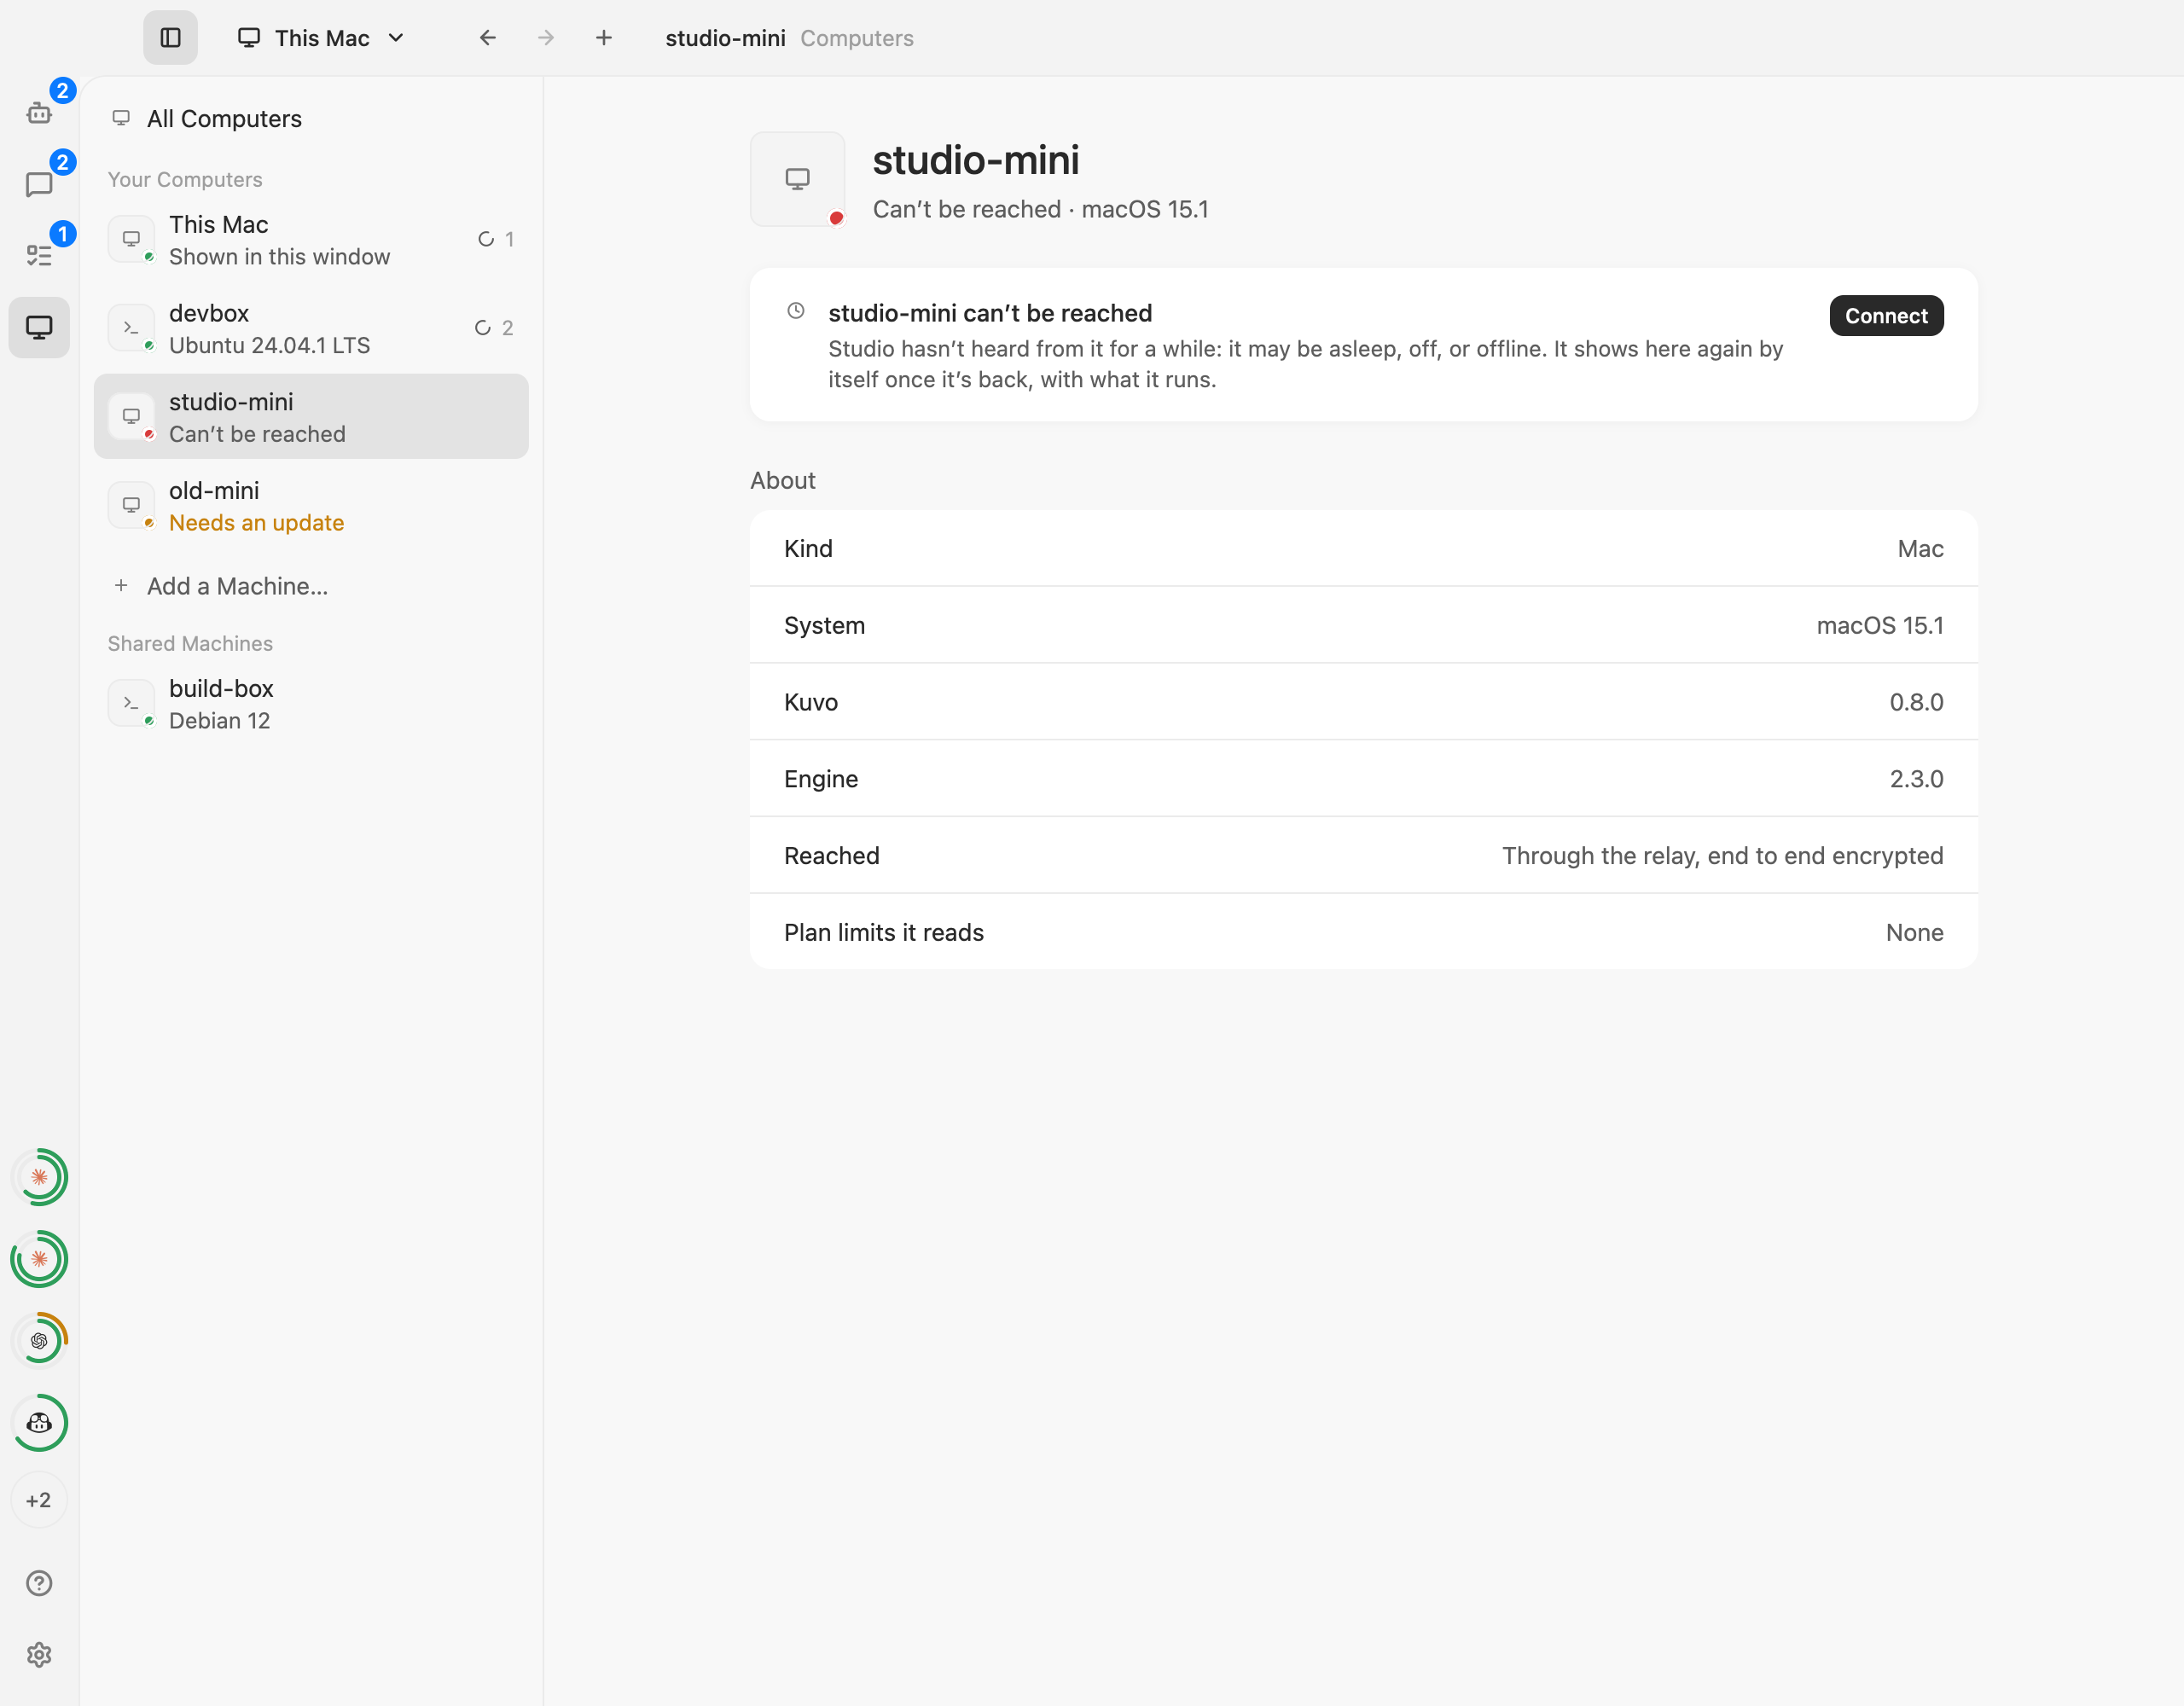 This Mac
studio-mini Computers
2
2
1
All Computers
Your Computers
This Mac
Shown in this window
1
devbox
Ubuntu 24.04.1 LTS
2
studio-mini
Can’t be reached
old-mini
Needs an update
Add a Machine...
Shared Machines
build-box
Debian 12
+2
studio-mini
Can’t be reached · macOS 15.1
studio-mini can’t be reached
Studio hasn’t heard from it for a while: it may be asleep, off, or offline. It shows here again by
itself once it’s back, with what it runs.
Connect
About
Kind Mac
System macOS 15.1
Kuvo 0.8.0
Engine 2.3.0
Reached Through the relay, end to end encrypted
Plan limits it reads None